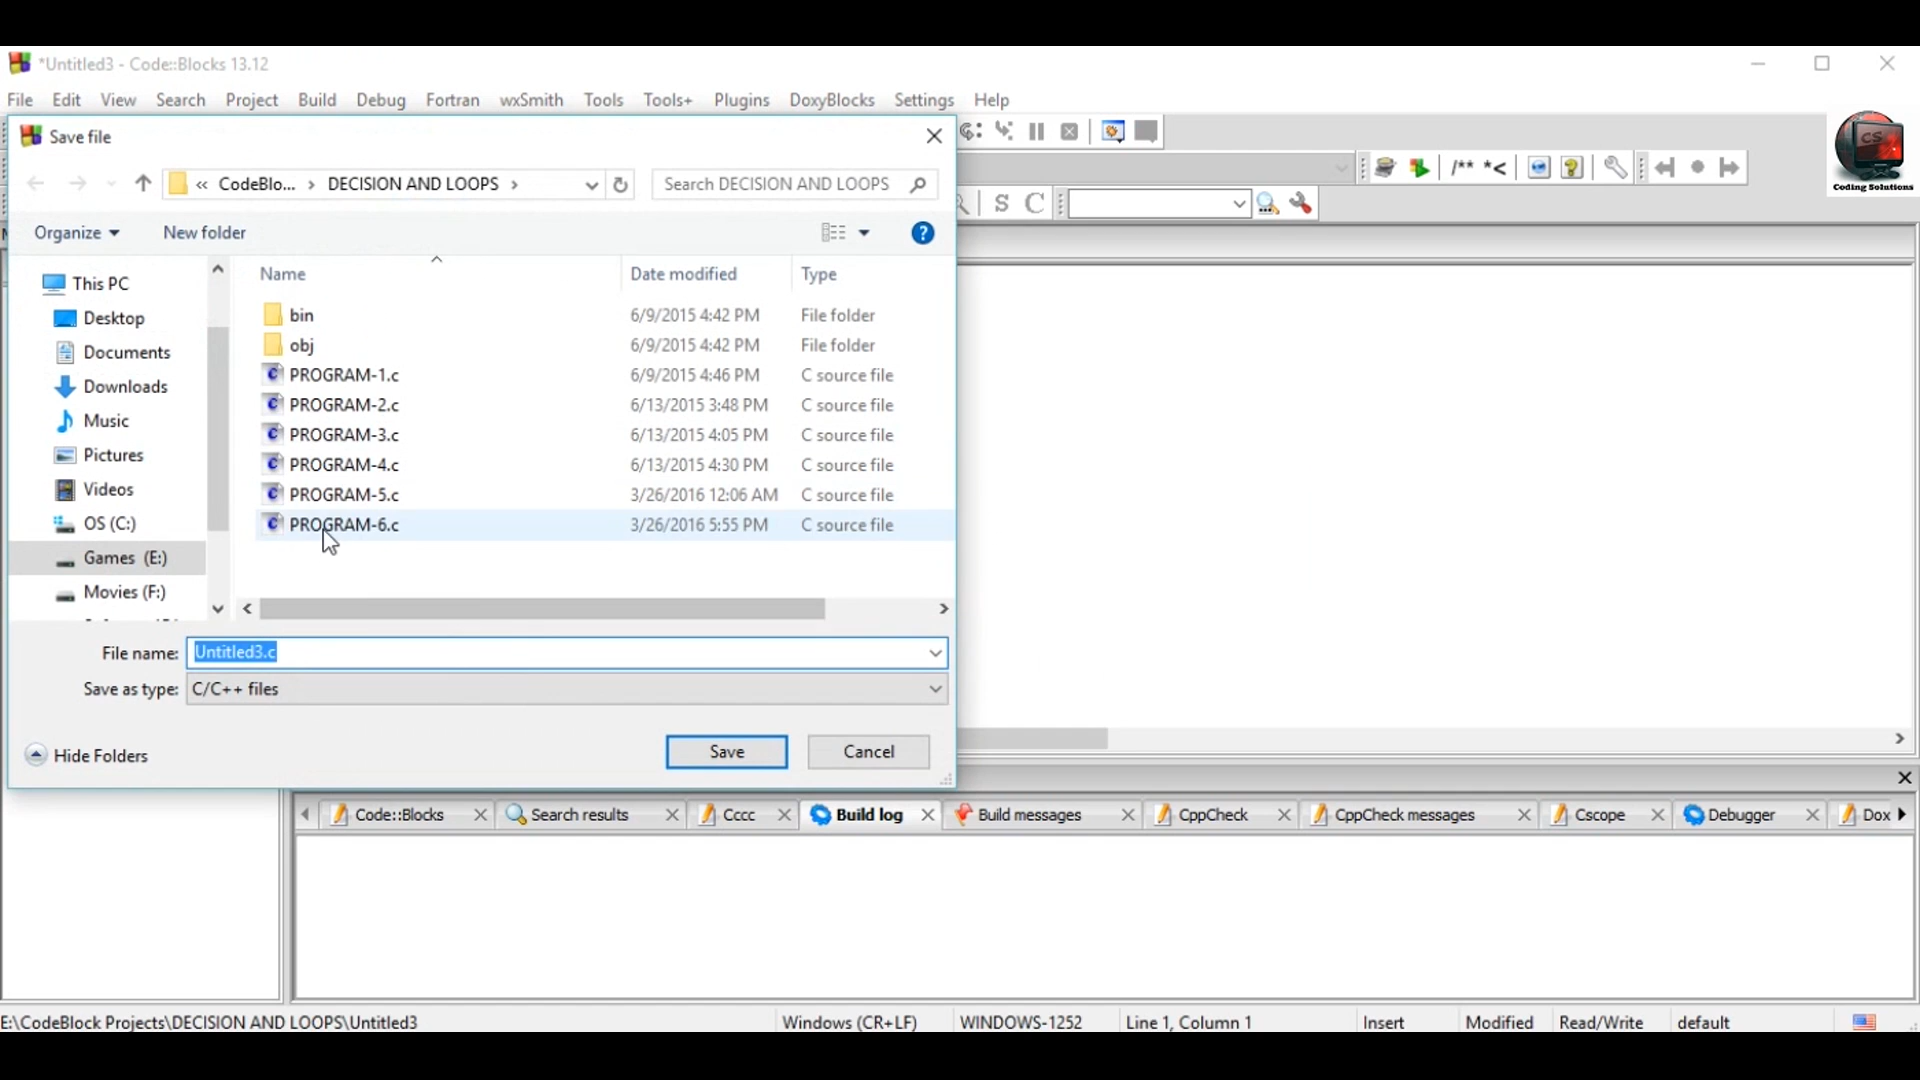 *Untitled3 - Code::Blocks 13.12
File Edit View Search Project Build Debug Fortran wxSmith Tools Tools+ Plugins DoxyBlocks Settings Help
Save file
« CodeBlo... › DECISION AND LOOPS ›
Search DECISION AND LOOPS
/** *<
CS
Coding Solutions
S C
Organize New folder
Name Date modified Type
This PC
Desktop
Documents
Downloads
Music
Pictures
Videos
OS (C:)
Games (E:)
Movies (F:)
bin 6/9/2015 4:42 PM File folder
obj 6/9/2015 4:42 PM File folder
PROGRAM-1.c 6/9/2015 4:46 PM C source file
PROGRAM-2.c 6/13/2015 3:48 PM C source file
PROGRAM-3.c 6/13/2015 4:05 PM C source file
PROGRAM-4.c 6/13/2015 4:30 PM C source file
PROGRAM-5.c 3/26/2016 12:06 AM C source file
PROGRAM-6.c 3/26/2016 5:55 PM C source file
File name: Untitled3.c
Save as type: C/C++ files
Hide Folders
Save Cancel
Code::Blocks Search results Cccc Build log Build messages CppCheck CppCheck messages Cscope Debugger Dox
E:\CodeBlock Projects\DECISION AND LOOPS\Untitled3 Windows (CR+LF) WINDOWS-1252 Line 1, Column 1 Insert Modified Read/Write default